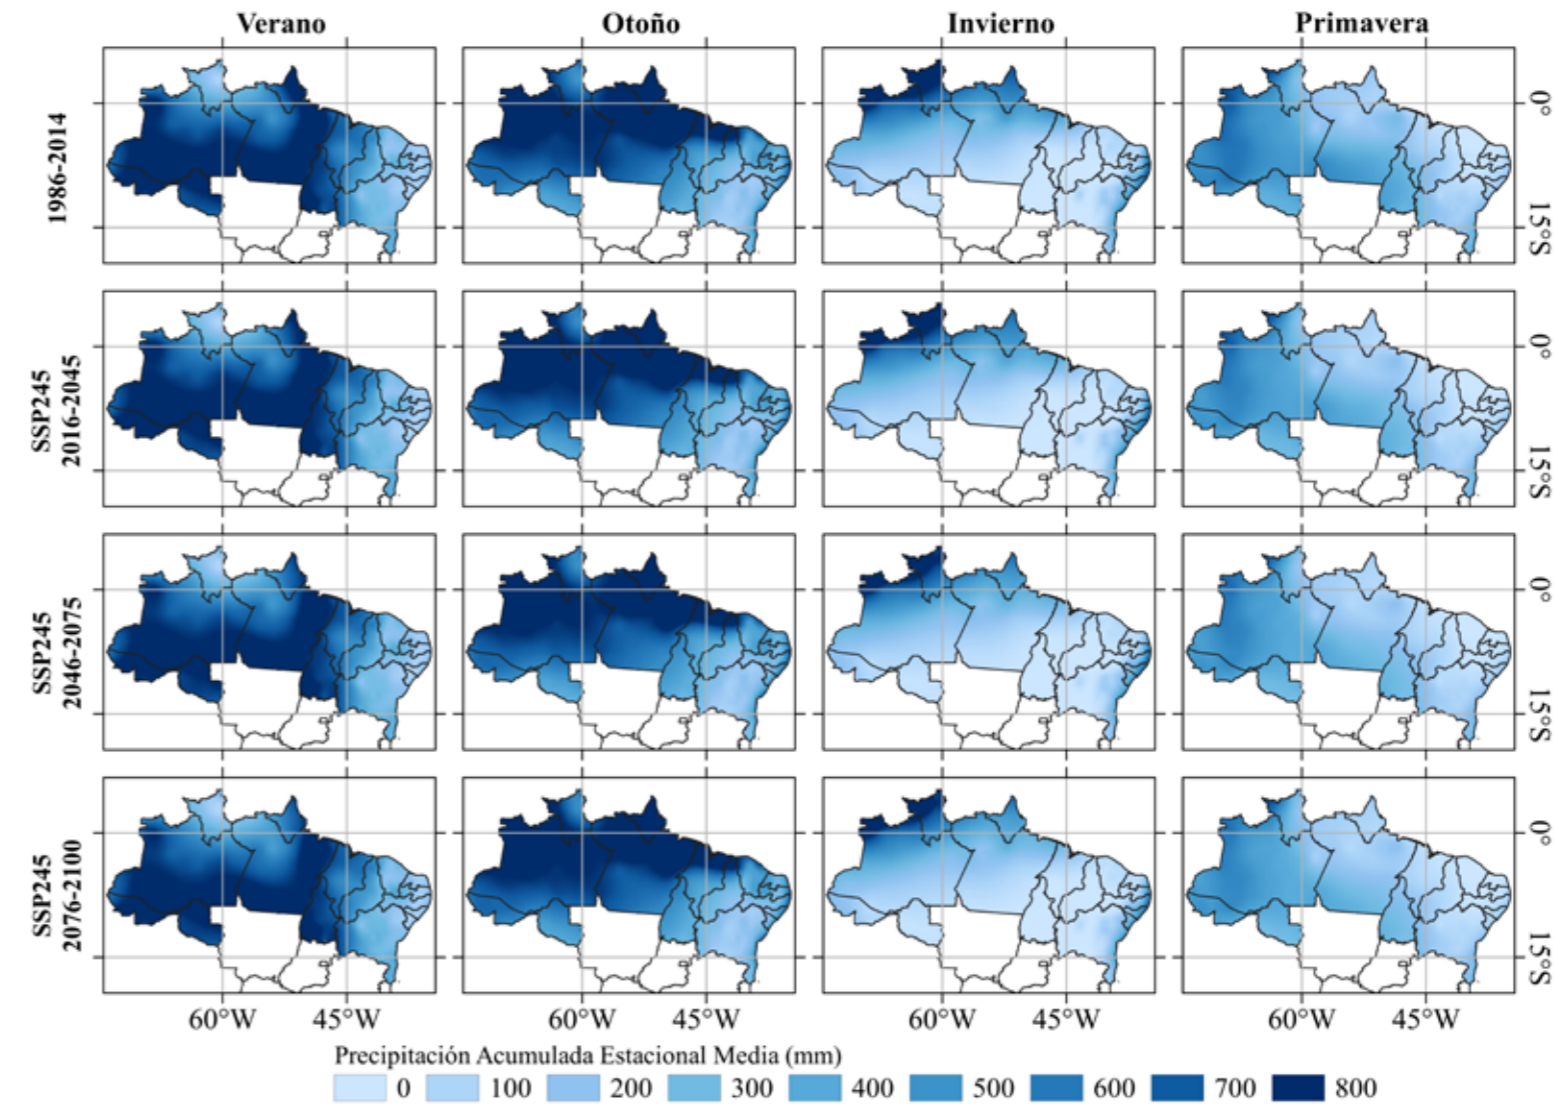 Verano Otoño Invierno Primavera
1986-2014
0°
15°S
SSP245
2016-2045
0°
15°S
SSP245
2046-2075
0°
15°S
SSP245
2076-2100
0°
15°S
60°W 45°W 60°W 45°W 60°W 45°W 60°W 45°W
Precipitación Acumulada Estacional Media (mm)
0 100 200 300 400 500 600 700 800